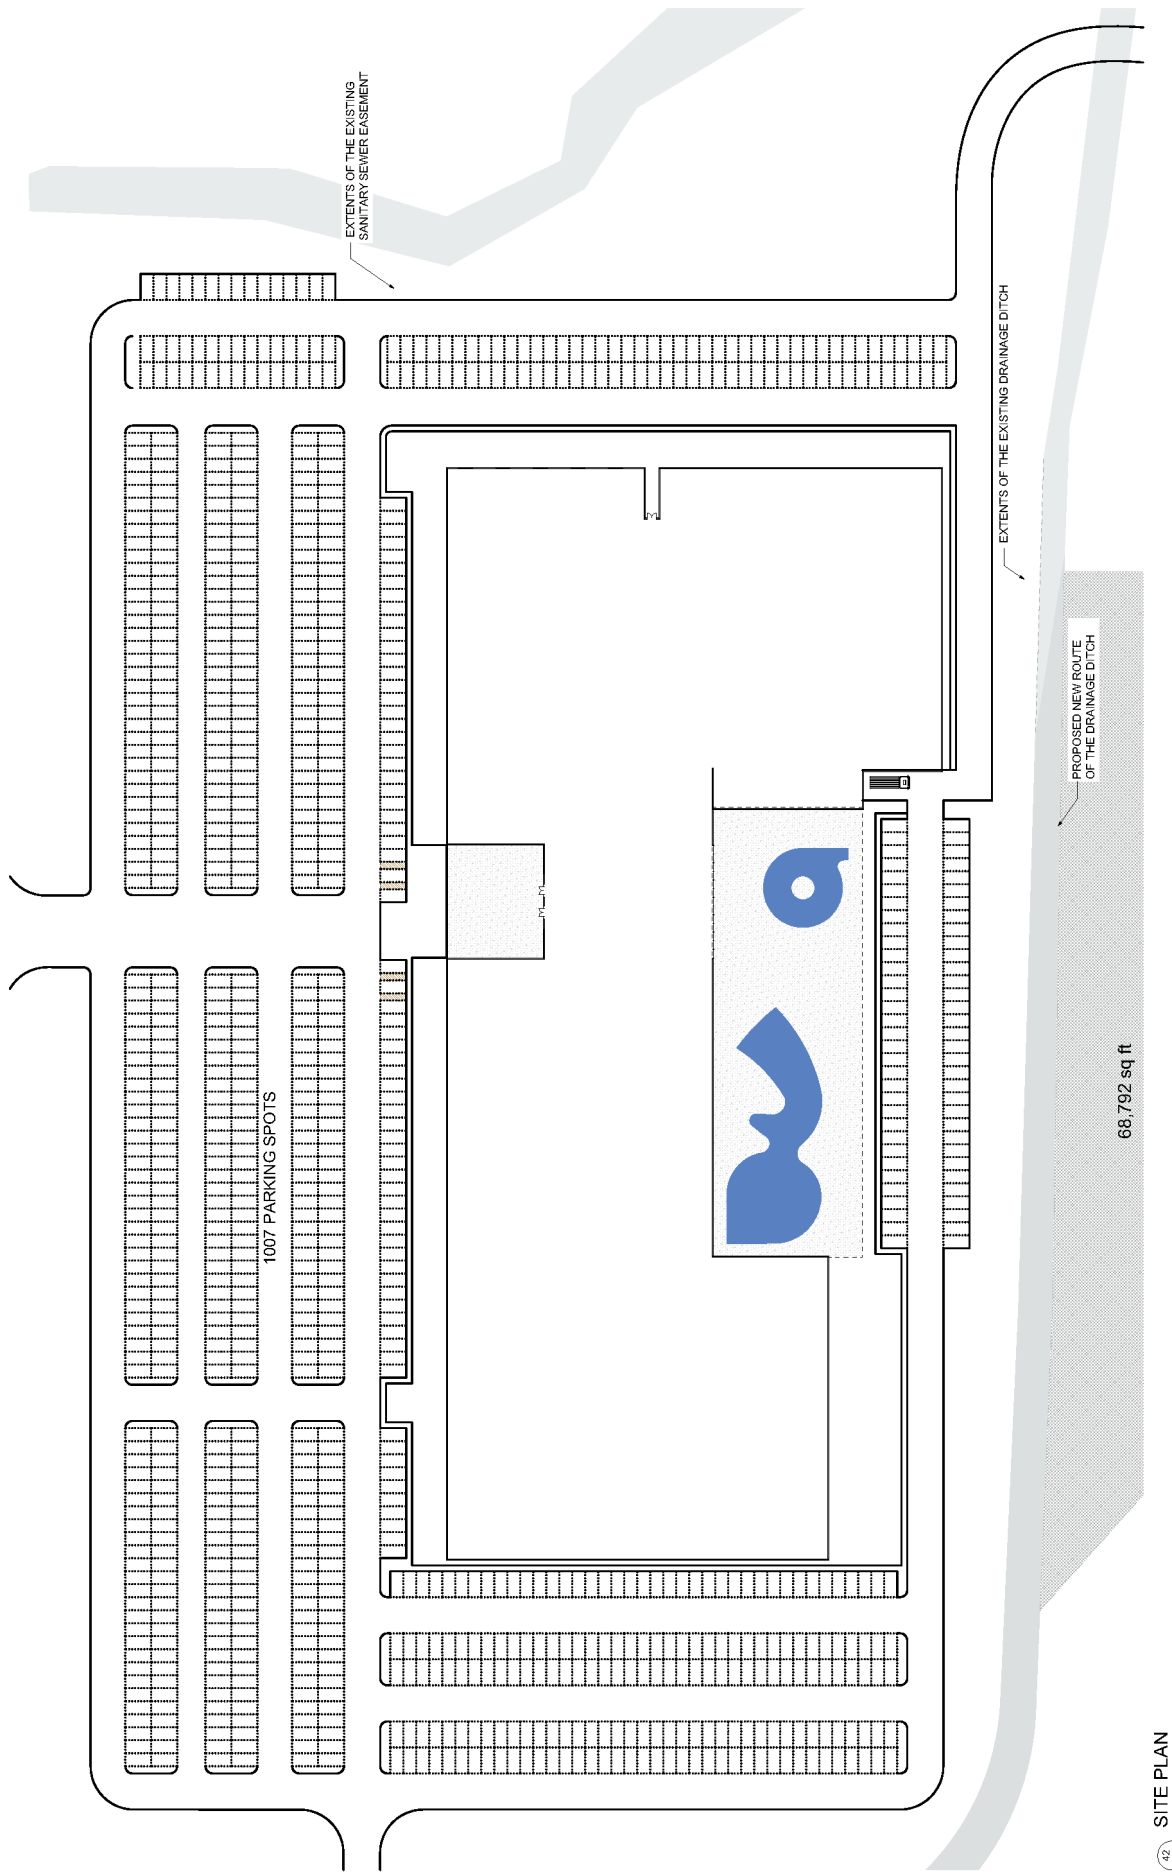 EXTENTS OF THE EXISTING
SANITARY SEWER EASEMENT
EXTENTS OF THE EXISTING DRAINAGE DITCH
PROPOSED NEW ROUTE
OF THE DRAINAGE DITCH
1007 PARKING SPOTS
68,792 sq ft
42
SITE PLAN